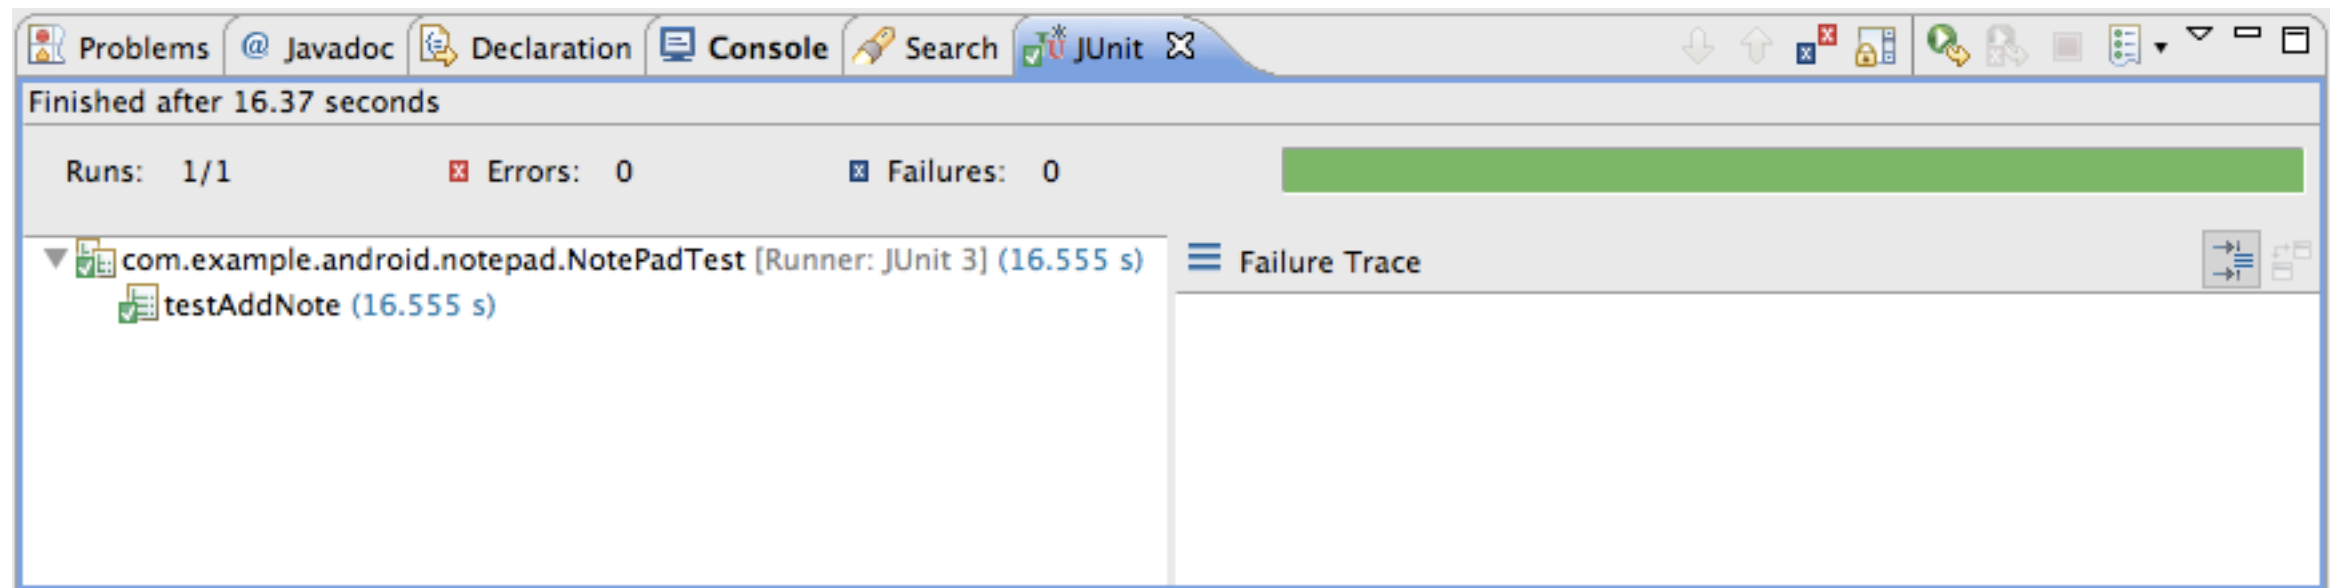 Problems @ Javadoc Declaration Console Search JUnit
Finished after 16.37 seconds
Runs: 1/1 Errors: 0 Failures: 0
com.example.android.notepad.NotePadTest [Runner: JUnit 3] (16.555 s)
testAddNote (16.555 s)
Failure Trace